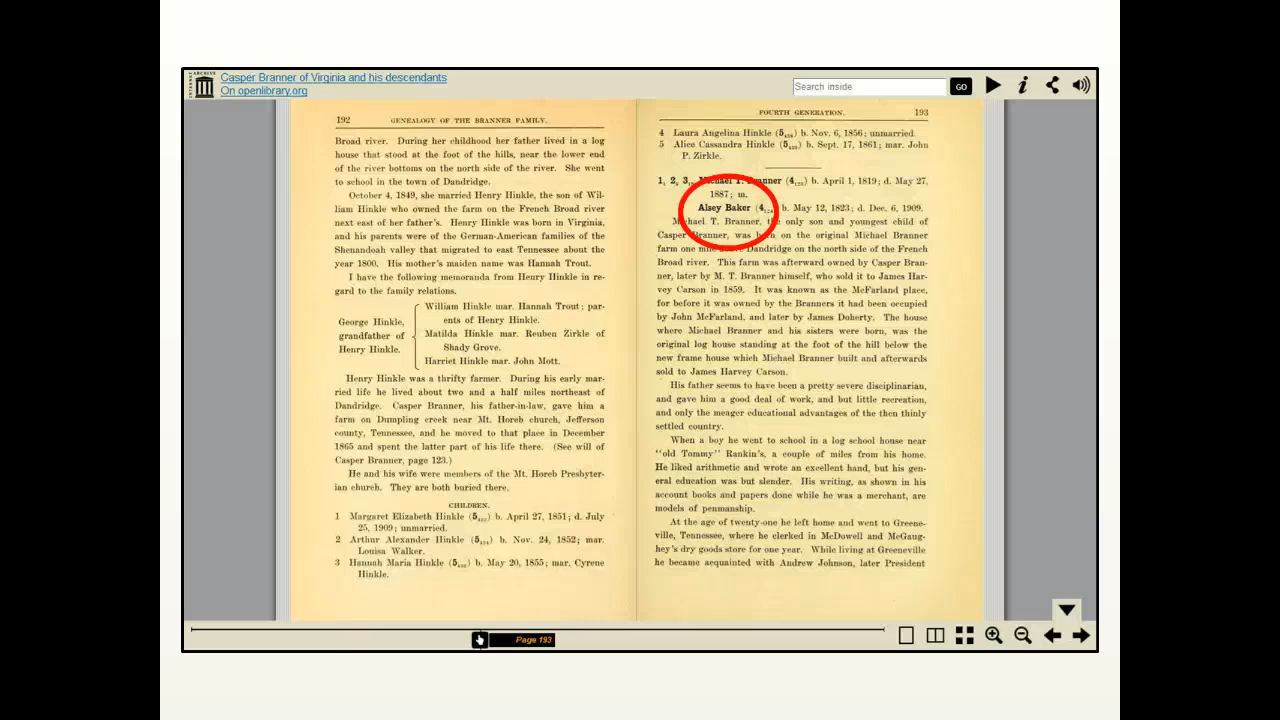 Casper Branner of Virginia and his descendants
On openlibrary.org
INTERNET ARCHIVE
Search inside
GO
192 GENEALOGY OF THE BRANNER FAMILY.
Broad river. During her childhood her father lived in a log
house that stood at the foot of the hills, near the lower end
of the river bottoms on the north side of the river. She went
to school in the town of Dandridge.
October 4, 1849, she married Henry Hinkle, the son of Wil-
liam Hinkle who owned the farm on the French Broad river
next east of her father's. Henry Hinkle was born in Virginia,
and his parents were of the German-American families of the
Shenandoah valley that migrated to east Tennessee about the
year 1800. His mother's maiden name was Hannah Trout.
I have the following memoranda from Henry Hinkle in re-
gard to the family relations.
George Hinkle,
grandfather of
Henry Hinkle.
William Hinkle mar. Hannah Trout; par-
ents of Henry Hinkle.
Matilda Hinkle mar. Reuben Zirkle of
Shady Grove.
Harriet Hinkle mar. John Mott.
Henry Hinkle was a thrifty farmer. During his early mar-
ried life he lived about two and a half miles northeast of
Dandridge. Casper Branner, his father-in-law, gave him a
farm on Dumpling creek near Mt. Horeb church, Jefferson
county, Tennessee, and he moved to that place in December
1865 and spent the latter part of his life there. (See will of
Casper Branner, page 123.)
He and his wife were members of the Mt. Horeb Presbyter-
ian church. They are both buried there.
CHILDREN.
1 Margaret Elizabeth Hinkle (5 b. April 27, 1851; d. July
25, 1909; unmarried.
2 Arthur Alexander Hinkle (5 b. Nov. 24, 1852; mar.
Louisa Walker.
3 Hannah Maria Hinkle (5 b. May 20, 1855; mar. Cyrene
Hinkle.
FOURTH GENERATION. 193
4 Laura Angelina Hinkle (5 b. Nov. 6, 1856; unmarried.
5 Alice Cassandra Hinkle (5 b. Sept. 17, 1861; mar. John
P. Zirkle.
1, 2, 3, Michael T. Branner (4 b. April 1, 1819; d. May 27,
1887; m.
Alsey Baker (4 b. May 12, 1823; d. Dec. 6, 1909.
Michael T. Branner, the only son and youngest child of
Casper Branner, was born on the original Michael Branner
farm one mile Dandridge on the north side of the French
Broad river. This farm was afterward owned by Casper Bran-
ner, later by M. T. Branner himself, who sold it to James Har-
vey Carson in 1859. It was known as the McFarland place,
for before it was owned by the Branners it had been occupied
by John McFarland, and later by James Doherty. The house
where Michael Branner and his sisters were born, was the
original log house standing at the foot of the hill below the
new frame house which Michael Branner built and afterwards
sold to James Harvey Carson.
His father seems to have been a pretty severe disciplinarian,
and gave him a good deal of work, and but little recreation,
and only the meager educational advantages of the then thinly
settled country.
When a boy he went to school in a log school house near
"old Tommy" Rankin's, a couple of miles from his home.
He liked arithmetic and wrote an excellent hand, but his gen-
eral education was but slender. His writing, as shown in his
account books and papers done while he was a merchant, are
models of penmanship.
At the age of twenty-one he left home and went to Greene-
ville, Tennessee, where he clerked in McDowell and McGaug-
hey's dry goods store for one year. While living at Greeneville
he became acquainted with Andrew Johnson, later President
Page 193